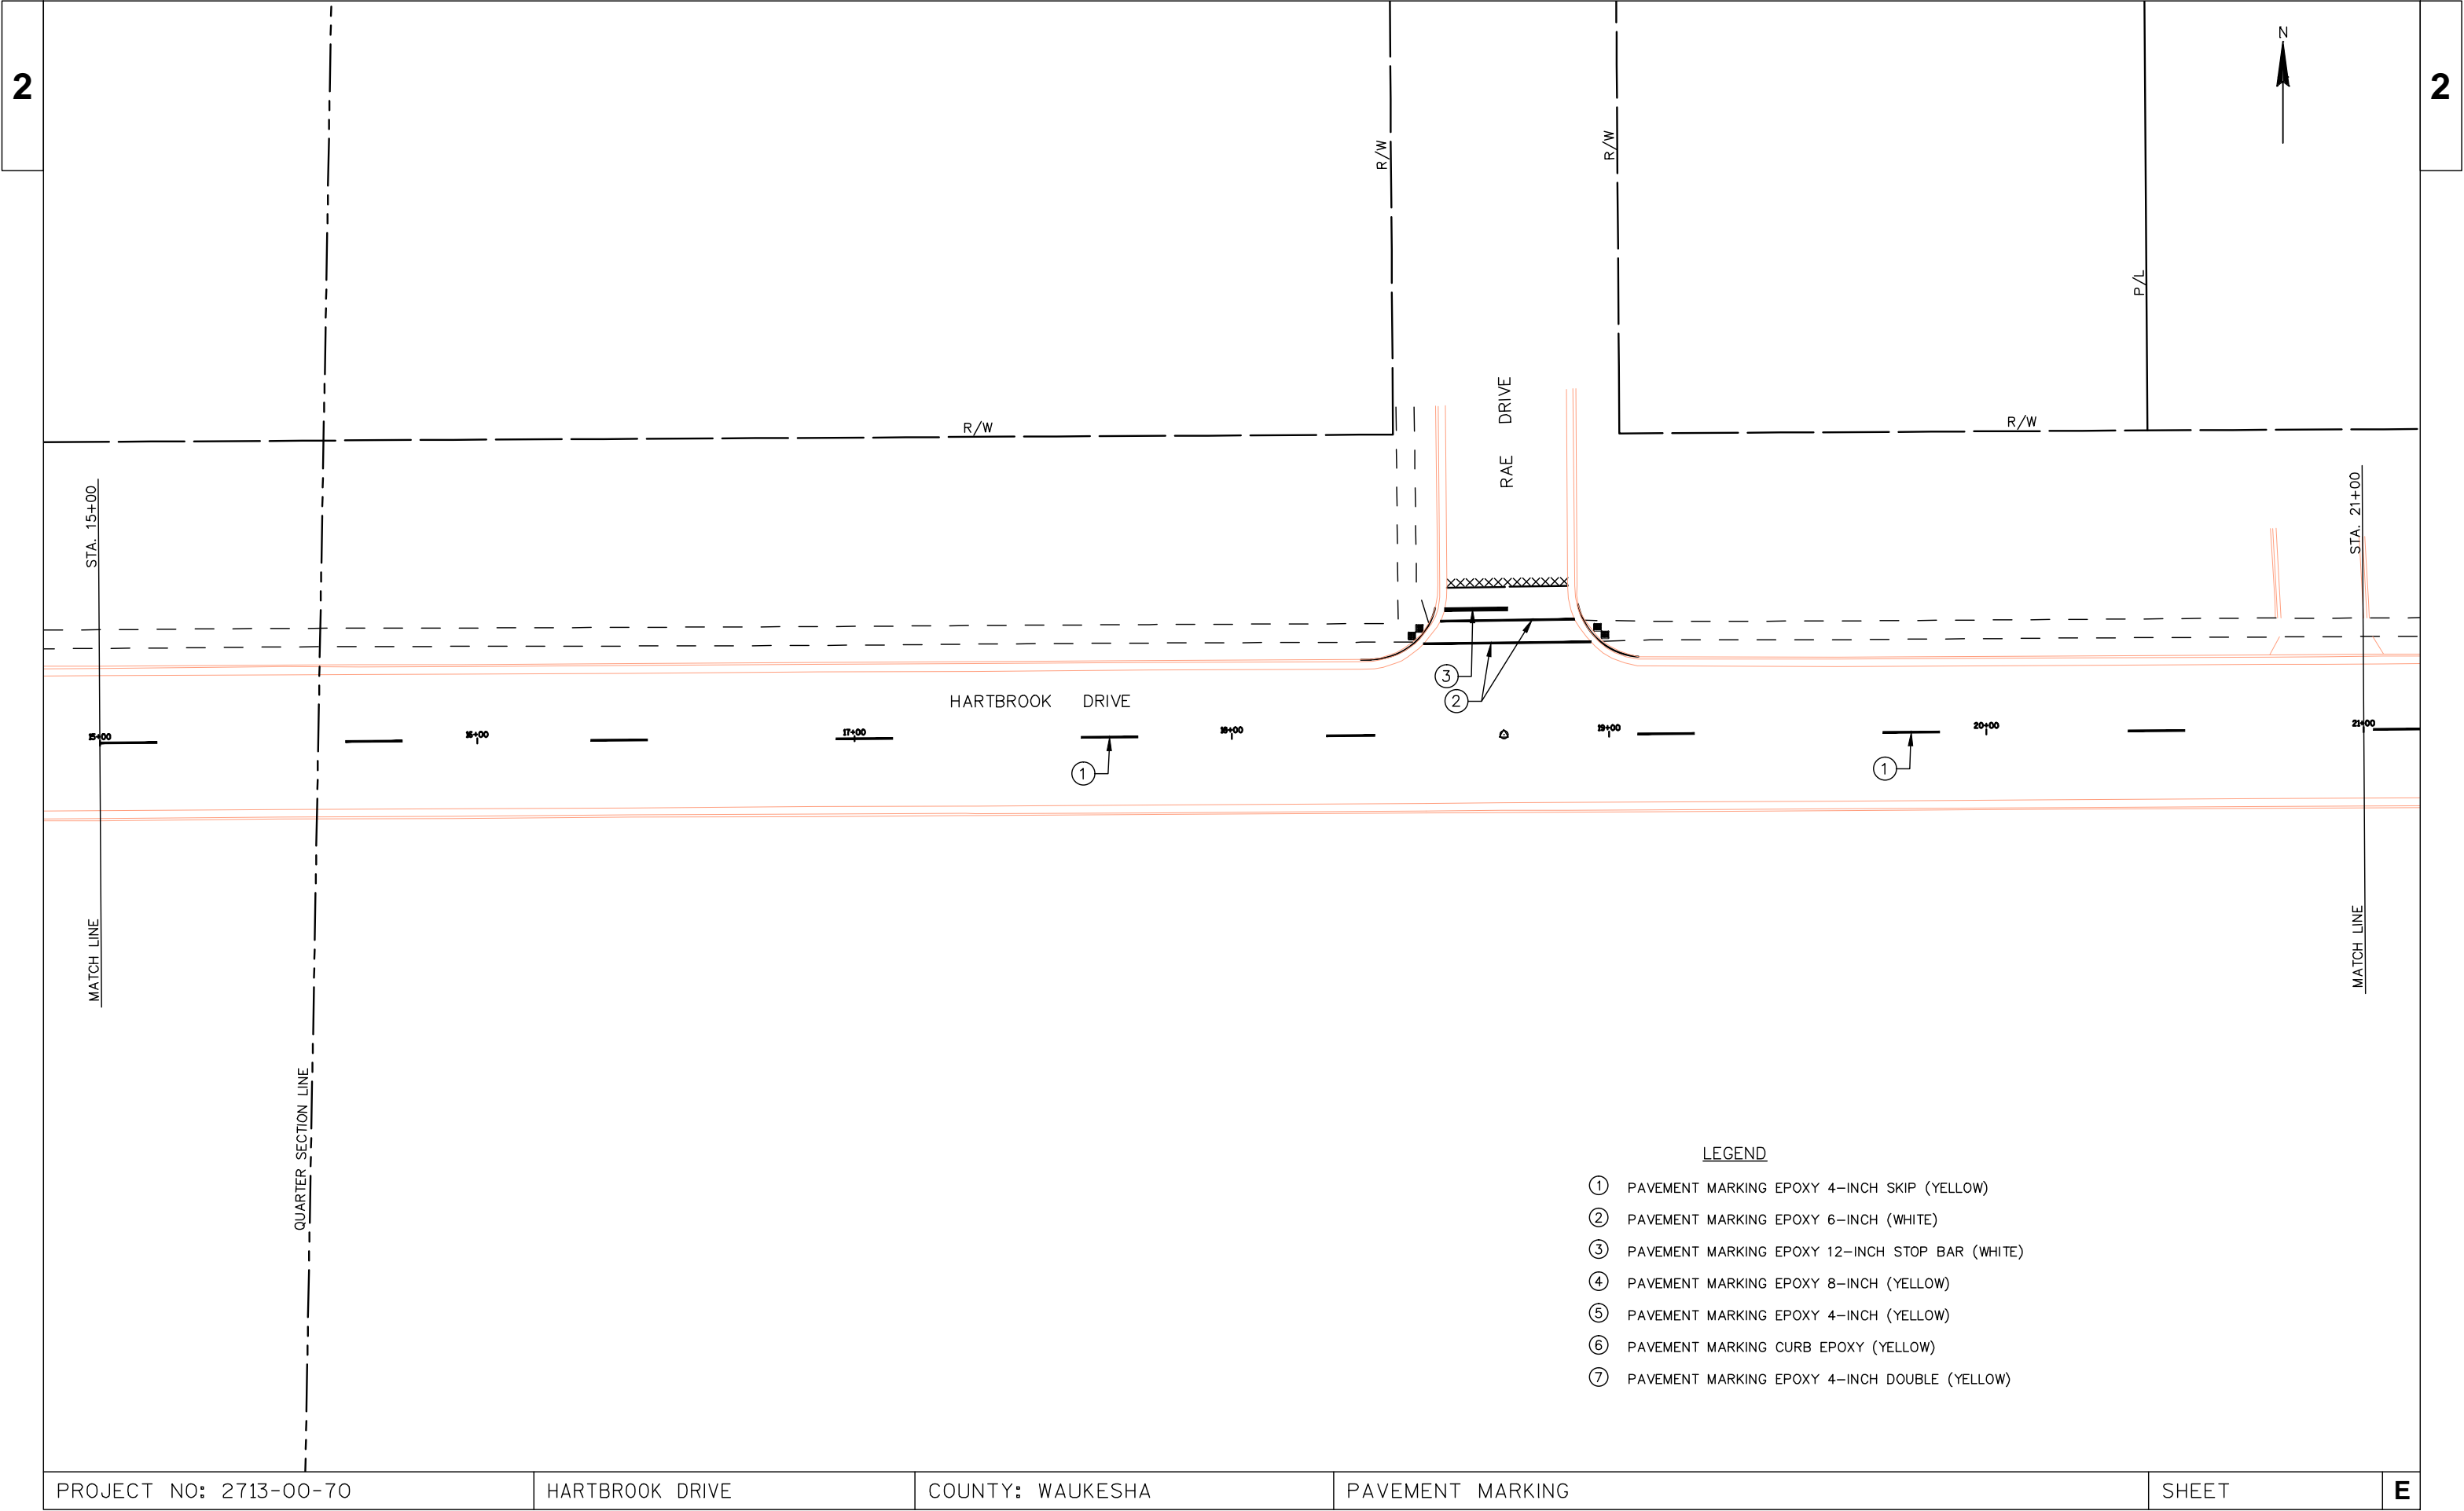 2
2
N
R/W
R/W
P/L
RAE DRIVE
R/W
R/W
STA. 15+00
STA. 21+00
HARTBROOK DRIVE
3
2
15+00
16+00
17+00
18+00
19+00
20+00
21+00
1
1
MATCH LINE
MATCH LINE
QUARTER SECTION LINE
LEGEND
1 PAVEMENT MARKING EPOXY 4-INCH SKIP (YELLOW)
2 PAVEMENT MARKING EPOXY 6-INCH (WHITE)
3 PAVEMENT MARKING EPOXY 12-INCH STOP BAR (WHITE)
4 PAVEMENT MARKING EPOXY 8-INCH (YELLOW)
5 PAVEMENT MARKING EPOXY 4-INCH (YELLOW)
6 PAVEMENT MARKING CURB EPOXY (YELLOW)
7 PAVEMENT MARKING EPOXY 4-INCH DOUBLE (YELLOW)
PROJECT NO: 2713-00-70
HARTBROOK DRIVE
COUNTY: WAUKESHA
PAVEMENT MARKING
SHEET
E